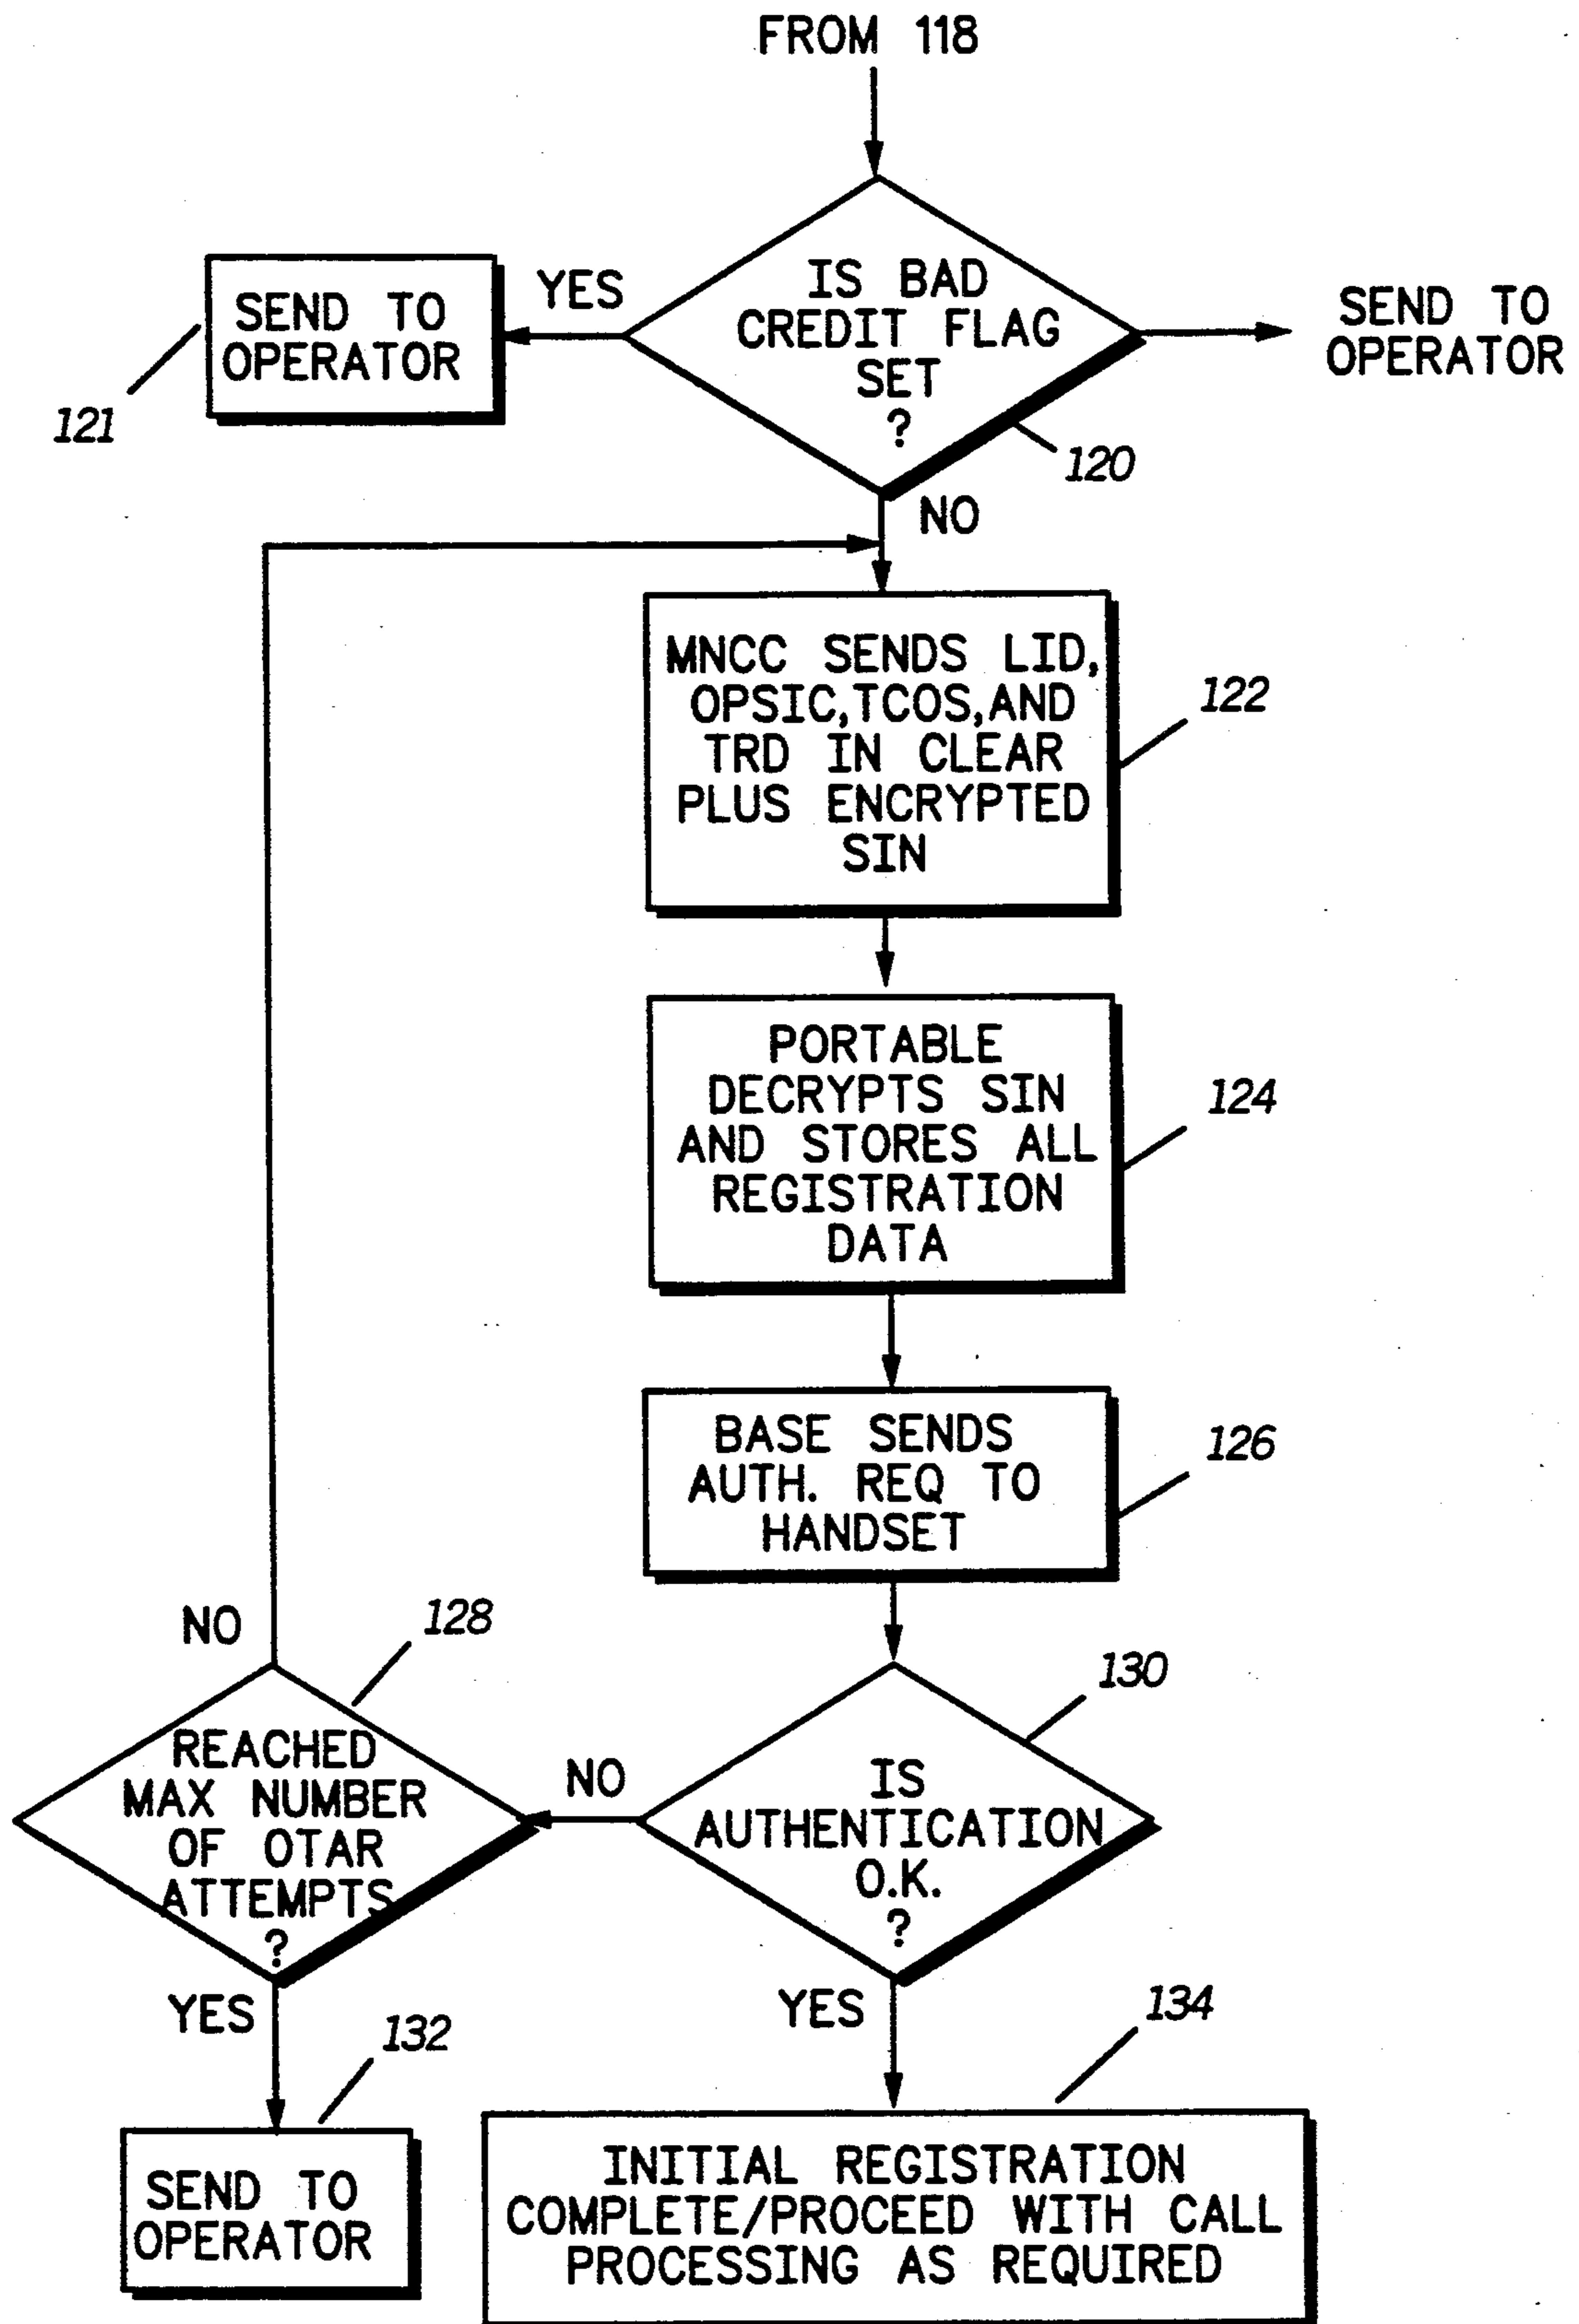 FROM 118
IS BAD
CREDIT FLAG
SET
?
120
YES
SEND TO
OPERATOR
121
SEND TO
OPERATOR
NO
MNCC SENDS LID,
OPSIC,TCOS,AND
TRD IN CLEAR
PLUS ENCRYPTED
SIN
122
PORTABLE
DECRYPTS SIN
AND STORES ALL
REGISTRATION
DATA
124
BASE SENDS
AUTH. REQ TO
HANDSET
126
NO
128
REACHED
MAX NUMBER
OF OTAR
ATTEMPTS
?
NO
130
IS
AUTHENTICATION
O.K.
?
YES
132
SEND TO
OPERATOR
YES
134
INITIAL REGISTRATION
COMPLETE/PROCEED WITH CALL
PROCESSING AS REQUIRED